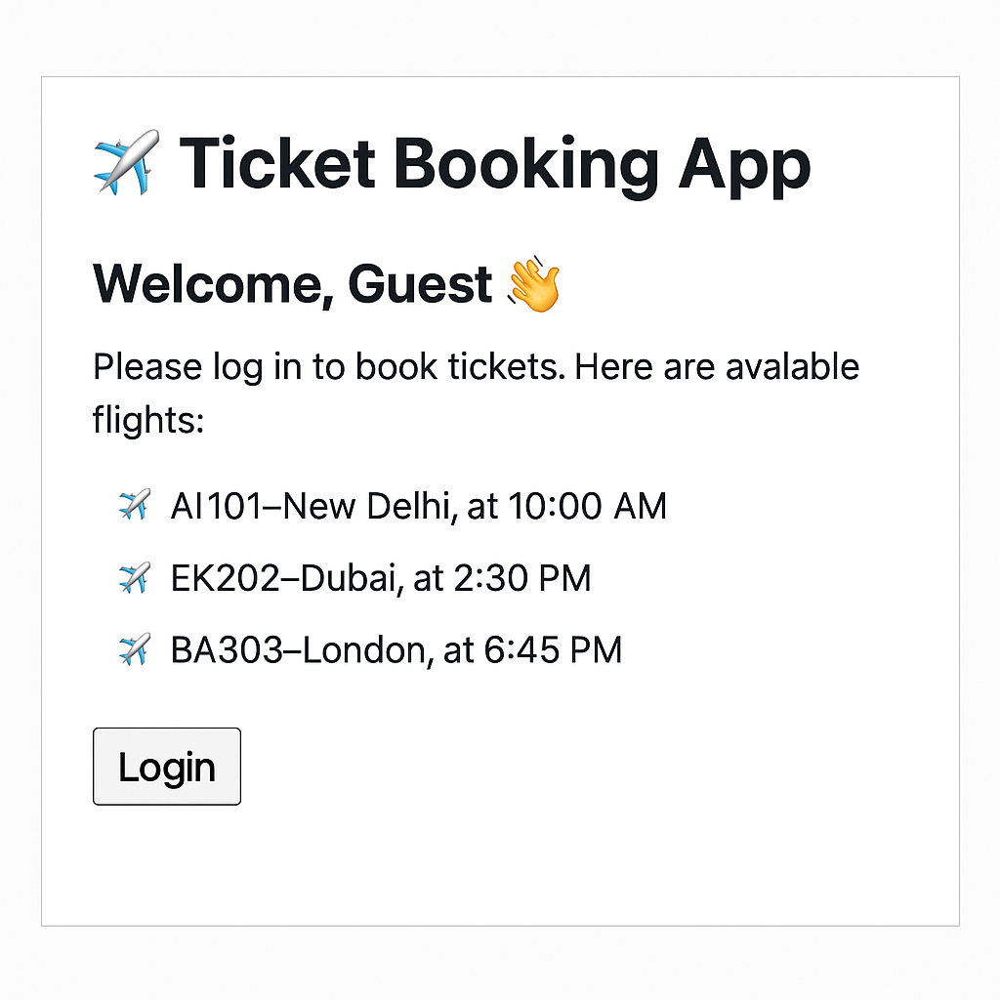 ✈️ Ticket Booking App
Welcome, Guest 👋
Please log in to book tickets. Here are avalable
flights:
✈️ AI101–New Delhi, at 10:00 AM
✈️ EK202–Dubai, at 2:30 PM
✈️ BA303–London, at 6:45 PM
Login